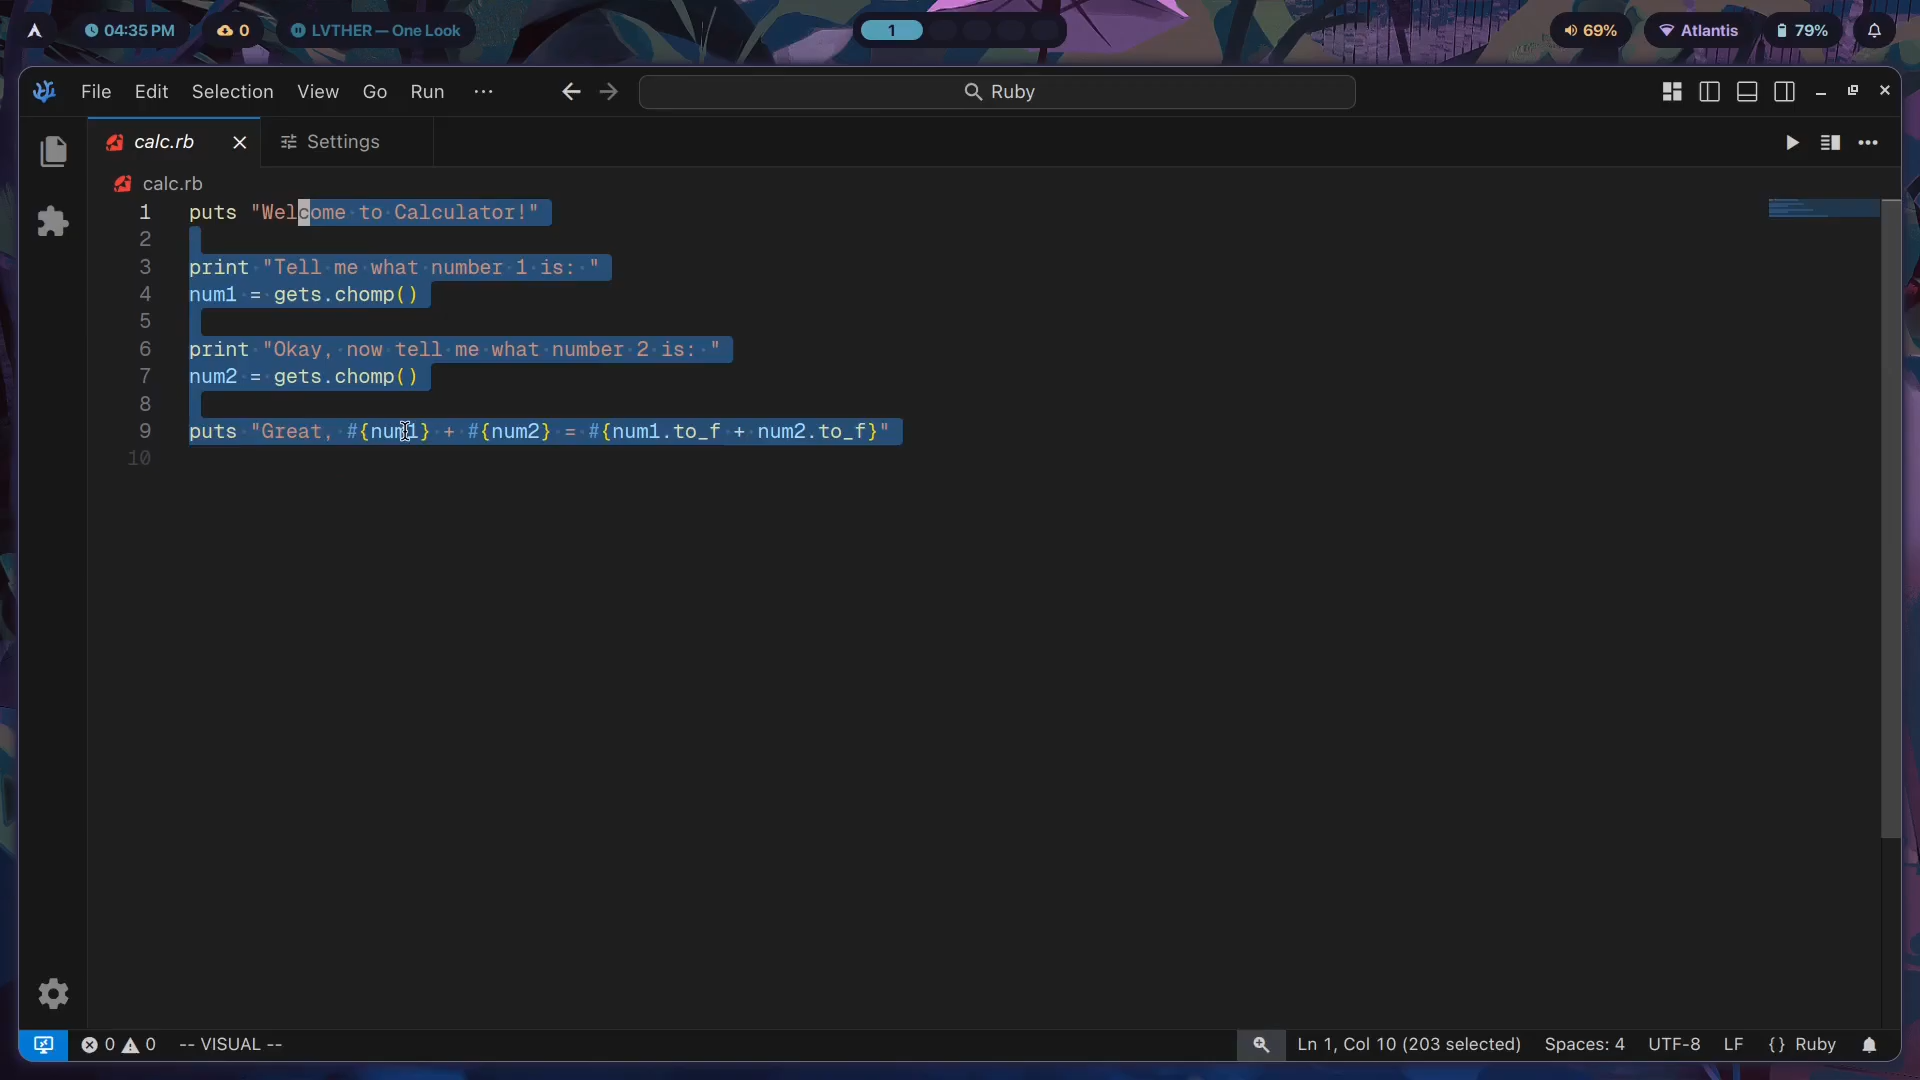 04:35 PM 0 LVTHER — One Look 1 69% Atlantis 79%
File Edit Selection View Go Run ··· Ruby
calc.rb Settings
calc.rb
1 puts "Welcome to Calculator!"
2
3 print "Tell me what number 1 is: "
4 num1 = gets.chomp()
5
6 print "Okay, now tell me what number 2 is: "
7 num2 = gets.chomp()
8
9 puts "Great, #{num1} + #{num2} = #{num1.to_f + num2.to_f}"
10
0 0 -- VISUAL -- Ln 1, Col 10 (203 selected) Spaces: 4 UTF-8 LF {} Ruby